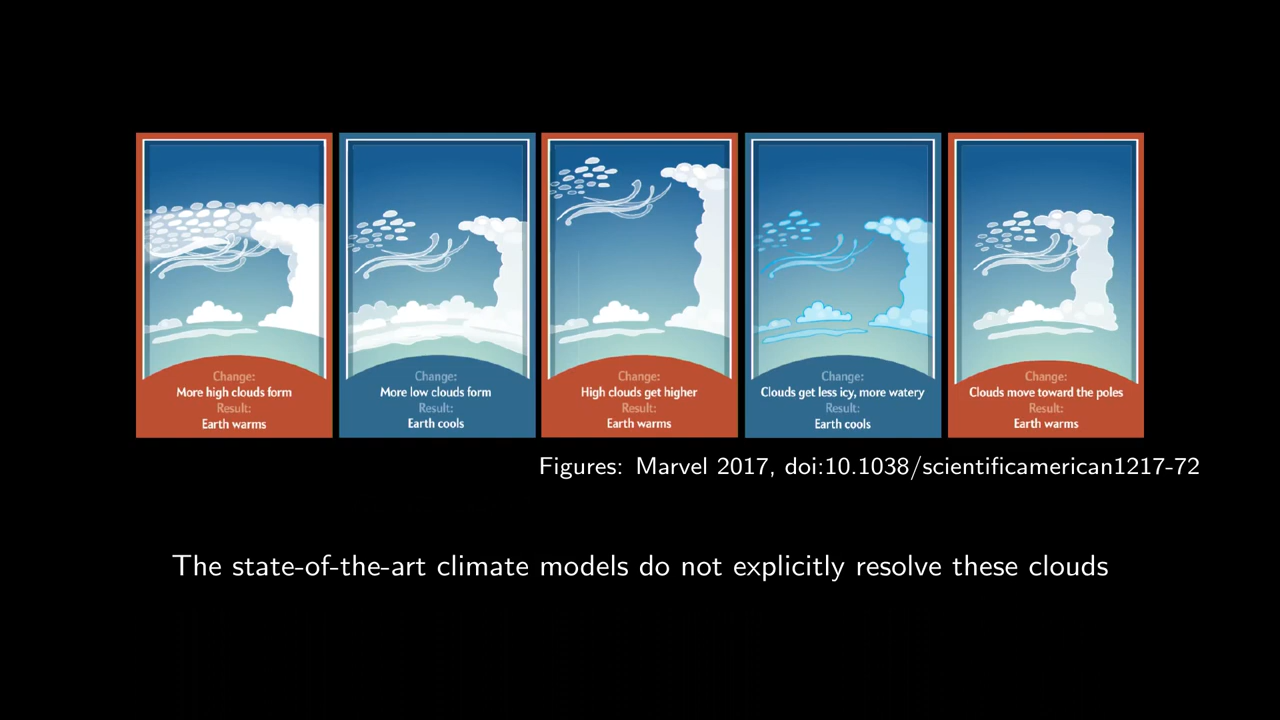 Change:
More high clouds form
Result:
Earth warms
Change:
More low clouds form
Result:
Earth cools
Change:
High clouds get higher
Result:
Earth warms
Change:
Clouds get less icy, more watery
Result:
Earth cools
Change:
Clouds move toward the poles
Result:
Earth warms
Figures: Marvel 2017, doi:10.1038/scientificamerican1217-72
The state-of-the-art climate models do not explicitly resolve these clouds